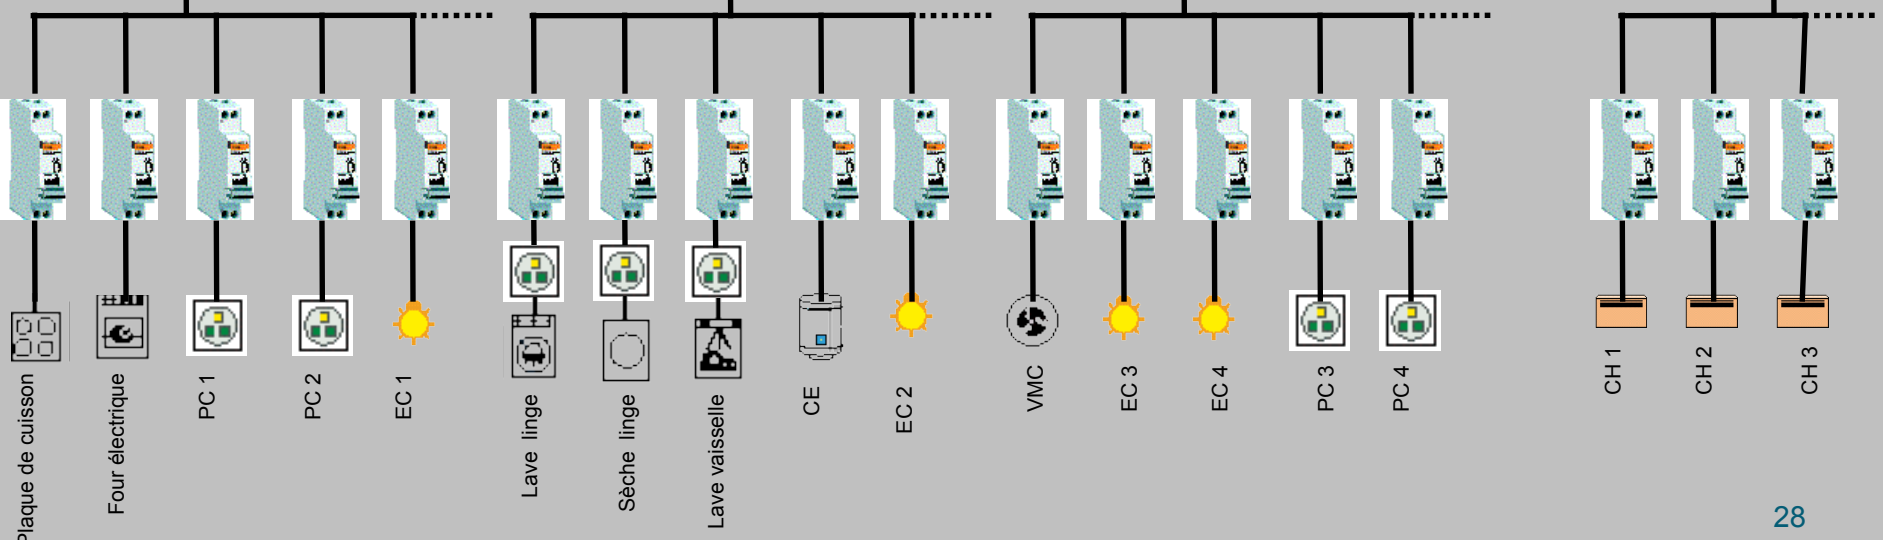 Plaque de cuisson
Four électrique
PC 1
PC 2
EC 1
Lave linge
Sèche linge
Lave vaisselle
CE
EC 2
VMC
EC 3
EC 4
PC 3
PC 4
CH 1
CH 2
CH 3
28